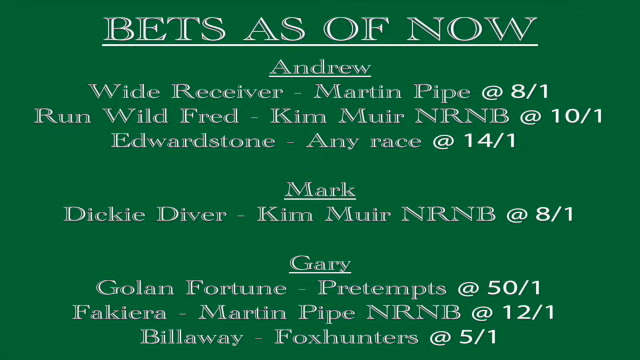 BETS AS OF NOW
Andrew
Wide Receiver - Martin Pipe @ 8/1
Run Wild Fred - Kim Muir NRNB @ 10/1
Edwardstone - Any race @ 14/1
Mark
Dickie Diver - Kim Muir NRNB @ 8/1
Gary
Golan Fortune - Pretempts @ 50/1
Fakiera - Martin Pipe NRNB @ 12/1
Billaway - Foxhunters @ 5/1